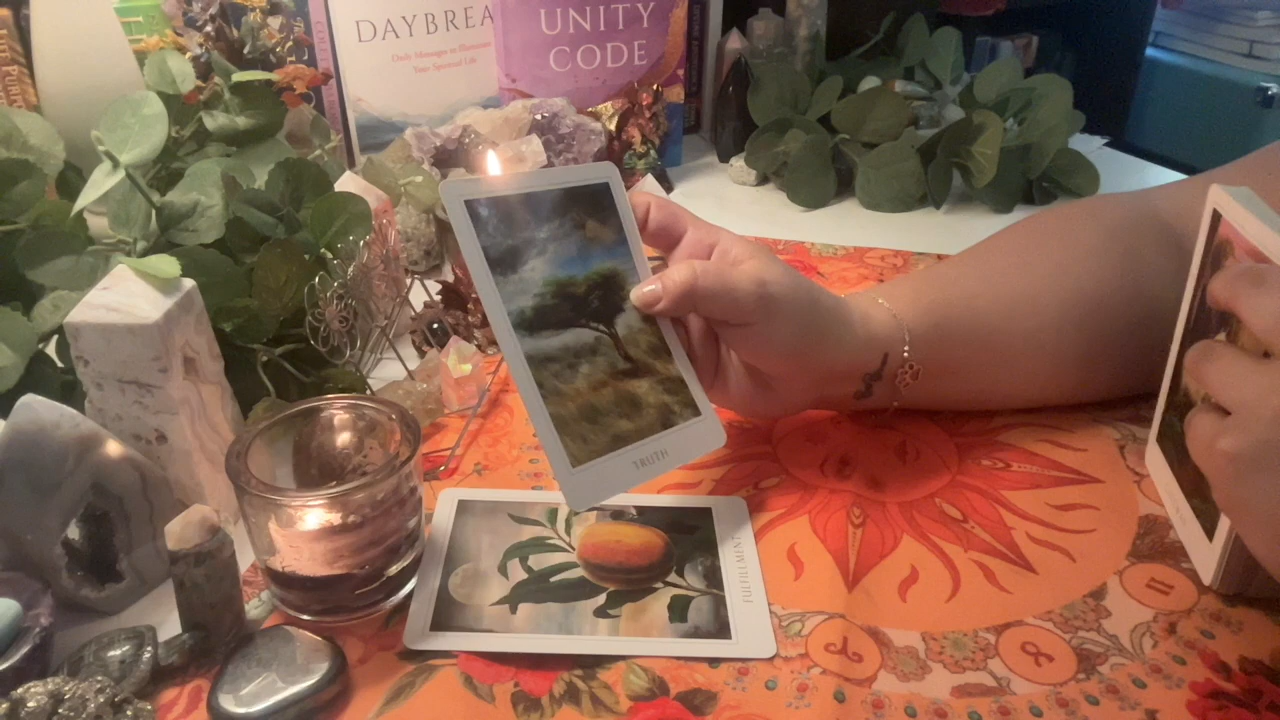 DAYBREA
Daily Messages to Illuminate
Your Spiritual Life
UNITY
CODE
TRUTH
FULFILLMENT